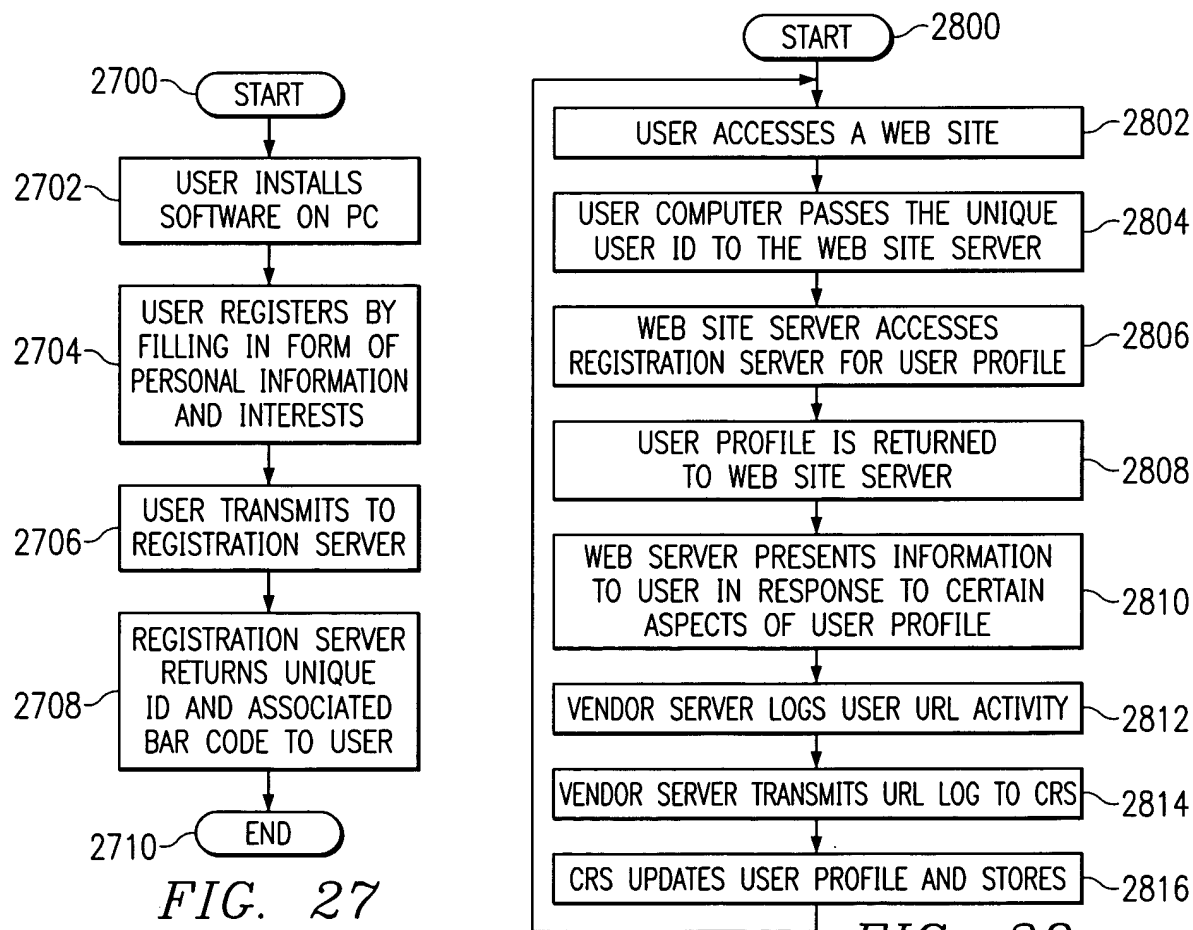 2700
START
2702
USER INSTALLS
SOFTWARE ON PC
2704
USER REGISTERS BY
FILLING IN FORM OF
PERSONAL INFORMATION
AND INTERESTS
2706
USER TRANSMITS TO
REGISTRATION SERVER
2708
REGISTRATION SERVER
RETURNS UNIQUE
ID AND ASSOCIATED
BAR CODE TO USER
2710
END
FIG. 27
START
2800
USER ACCESSES A WEB SITE
2802
USER COMPUTER PASSES THE UNIQUE
USER ID TO THE WEB SITE SERVER
2804
WEB SITE SERVER ACCESSES
REGISTRATION SERVER FOR USER PROFILE
2806
USER PROFILE IS RETURNED
TO WEB SITE SERVER
2808
WEB SERVER PRESENTS INFORMATION
TO USER IN RESPONSE TO CERTAIN
ASPECTS OF USER PROFILE
2810
VENDOR SERVER LOGS USER URL ACTIVITY
2812
VENDOR SERVER TRANSMITS URL LOG TO CRS
2814
CRS UPDATES USER PROFILE AND STORES
2816
FIG.